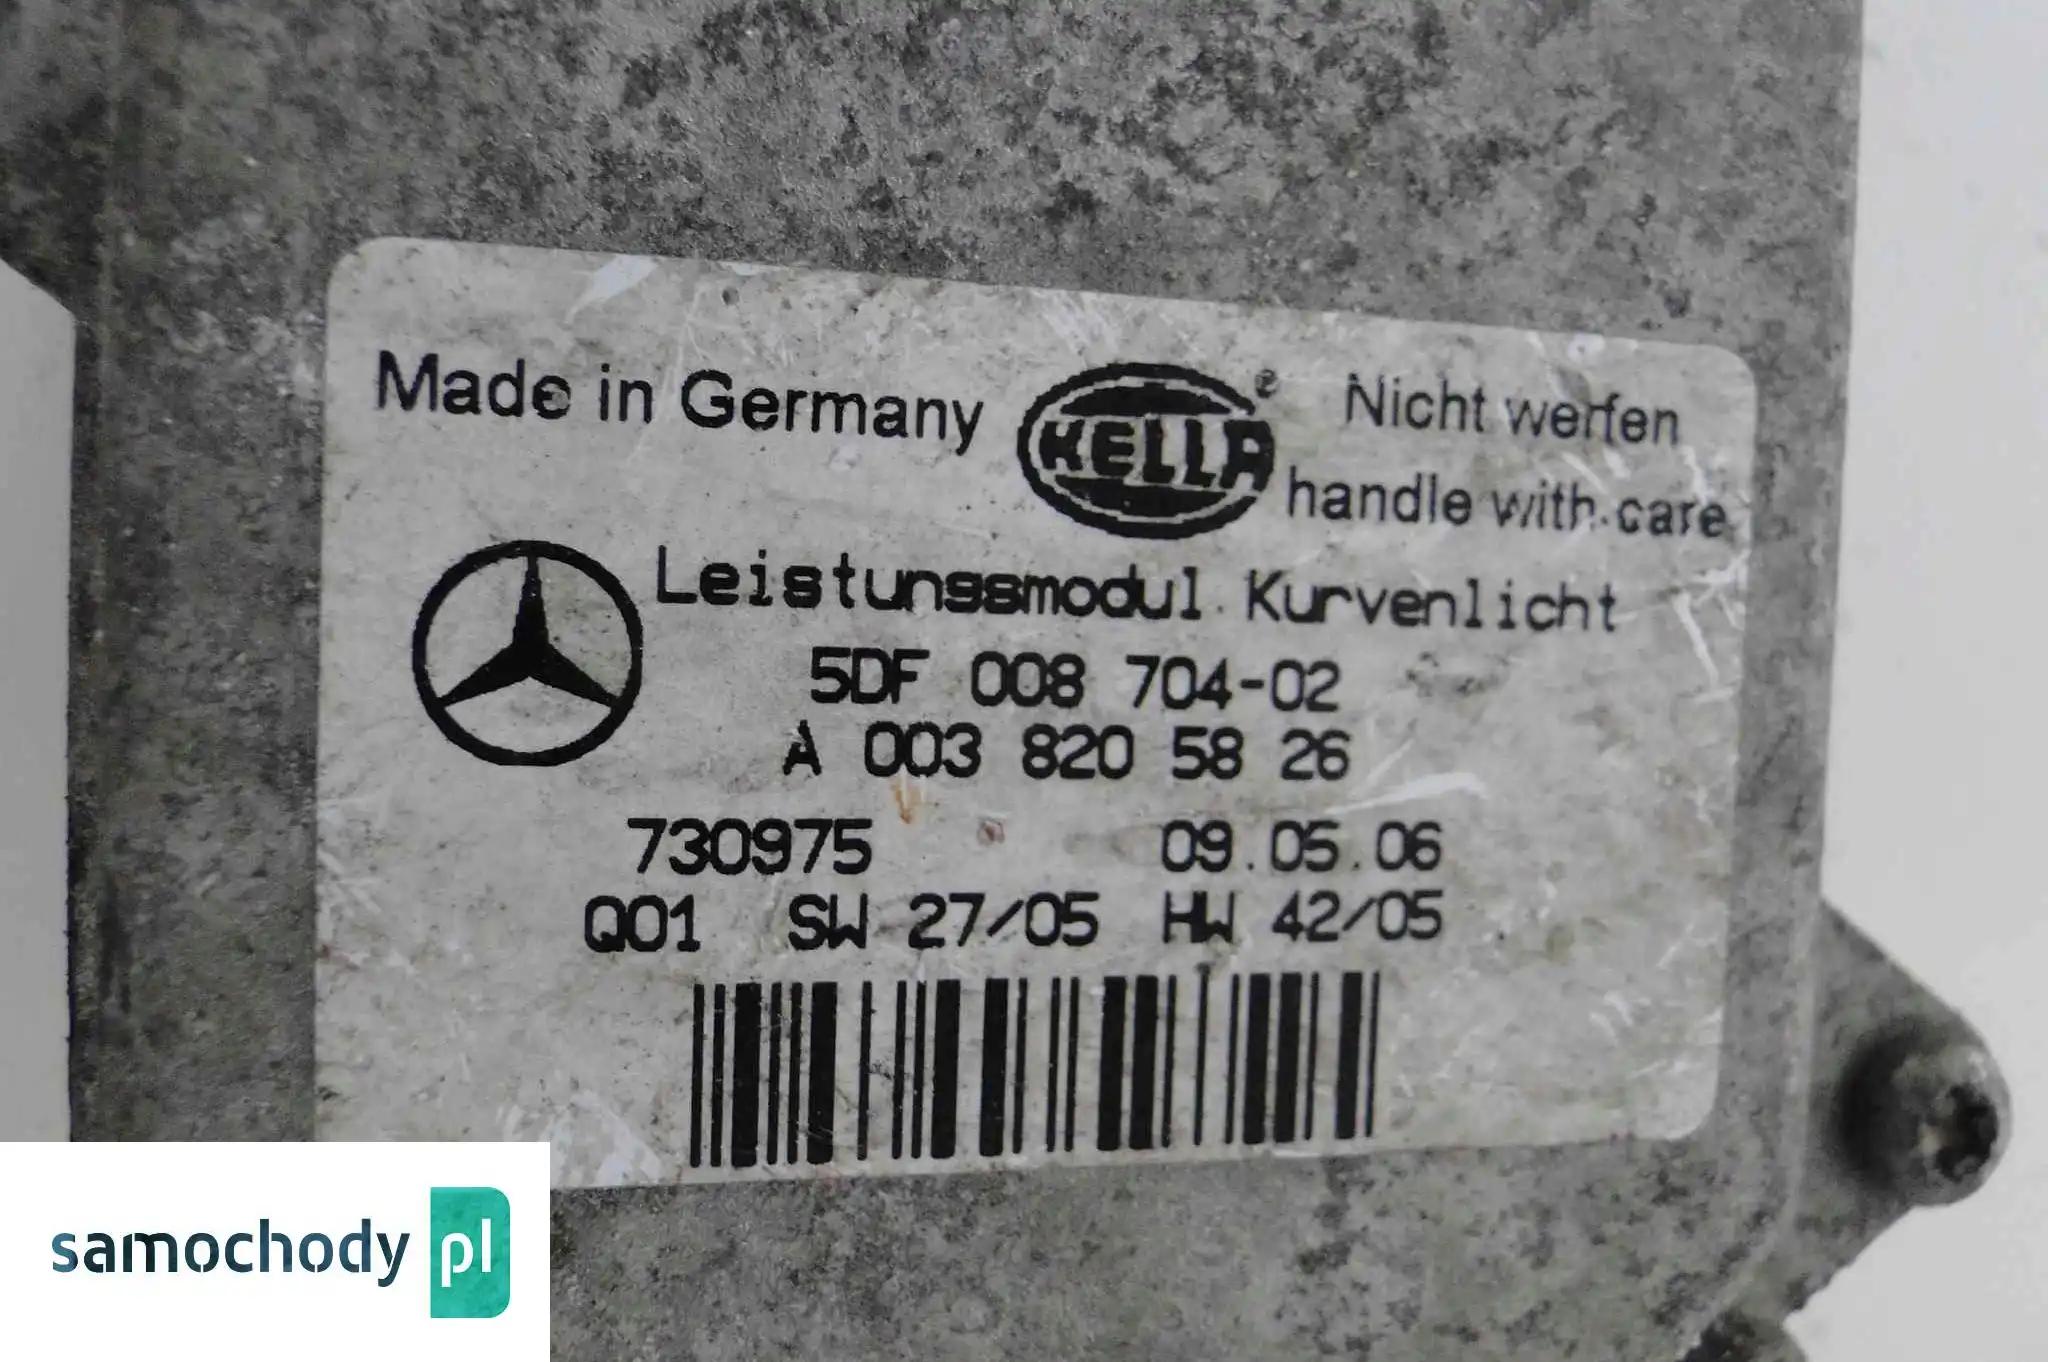 Made in Germany
HELLA®
Nicht werfen
handle with care
Leistungsmodul Kurvenlicht
5DF 008 704-02
A 003 820 58 26
730975 09.05.06
Q01 SW 27/05 HW 42/05
samochody pl